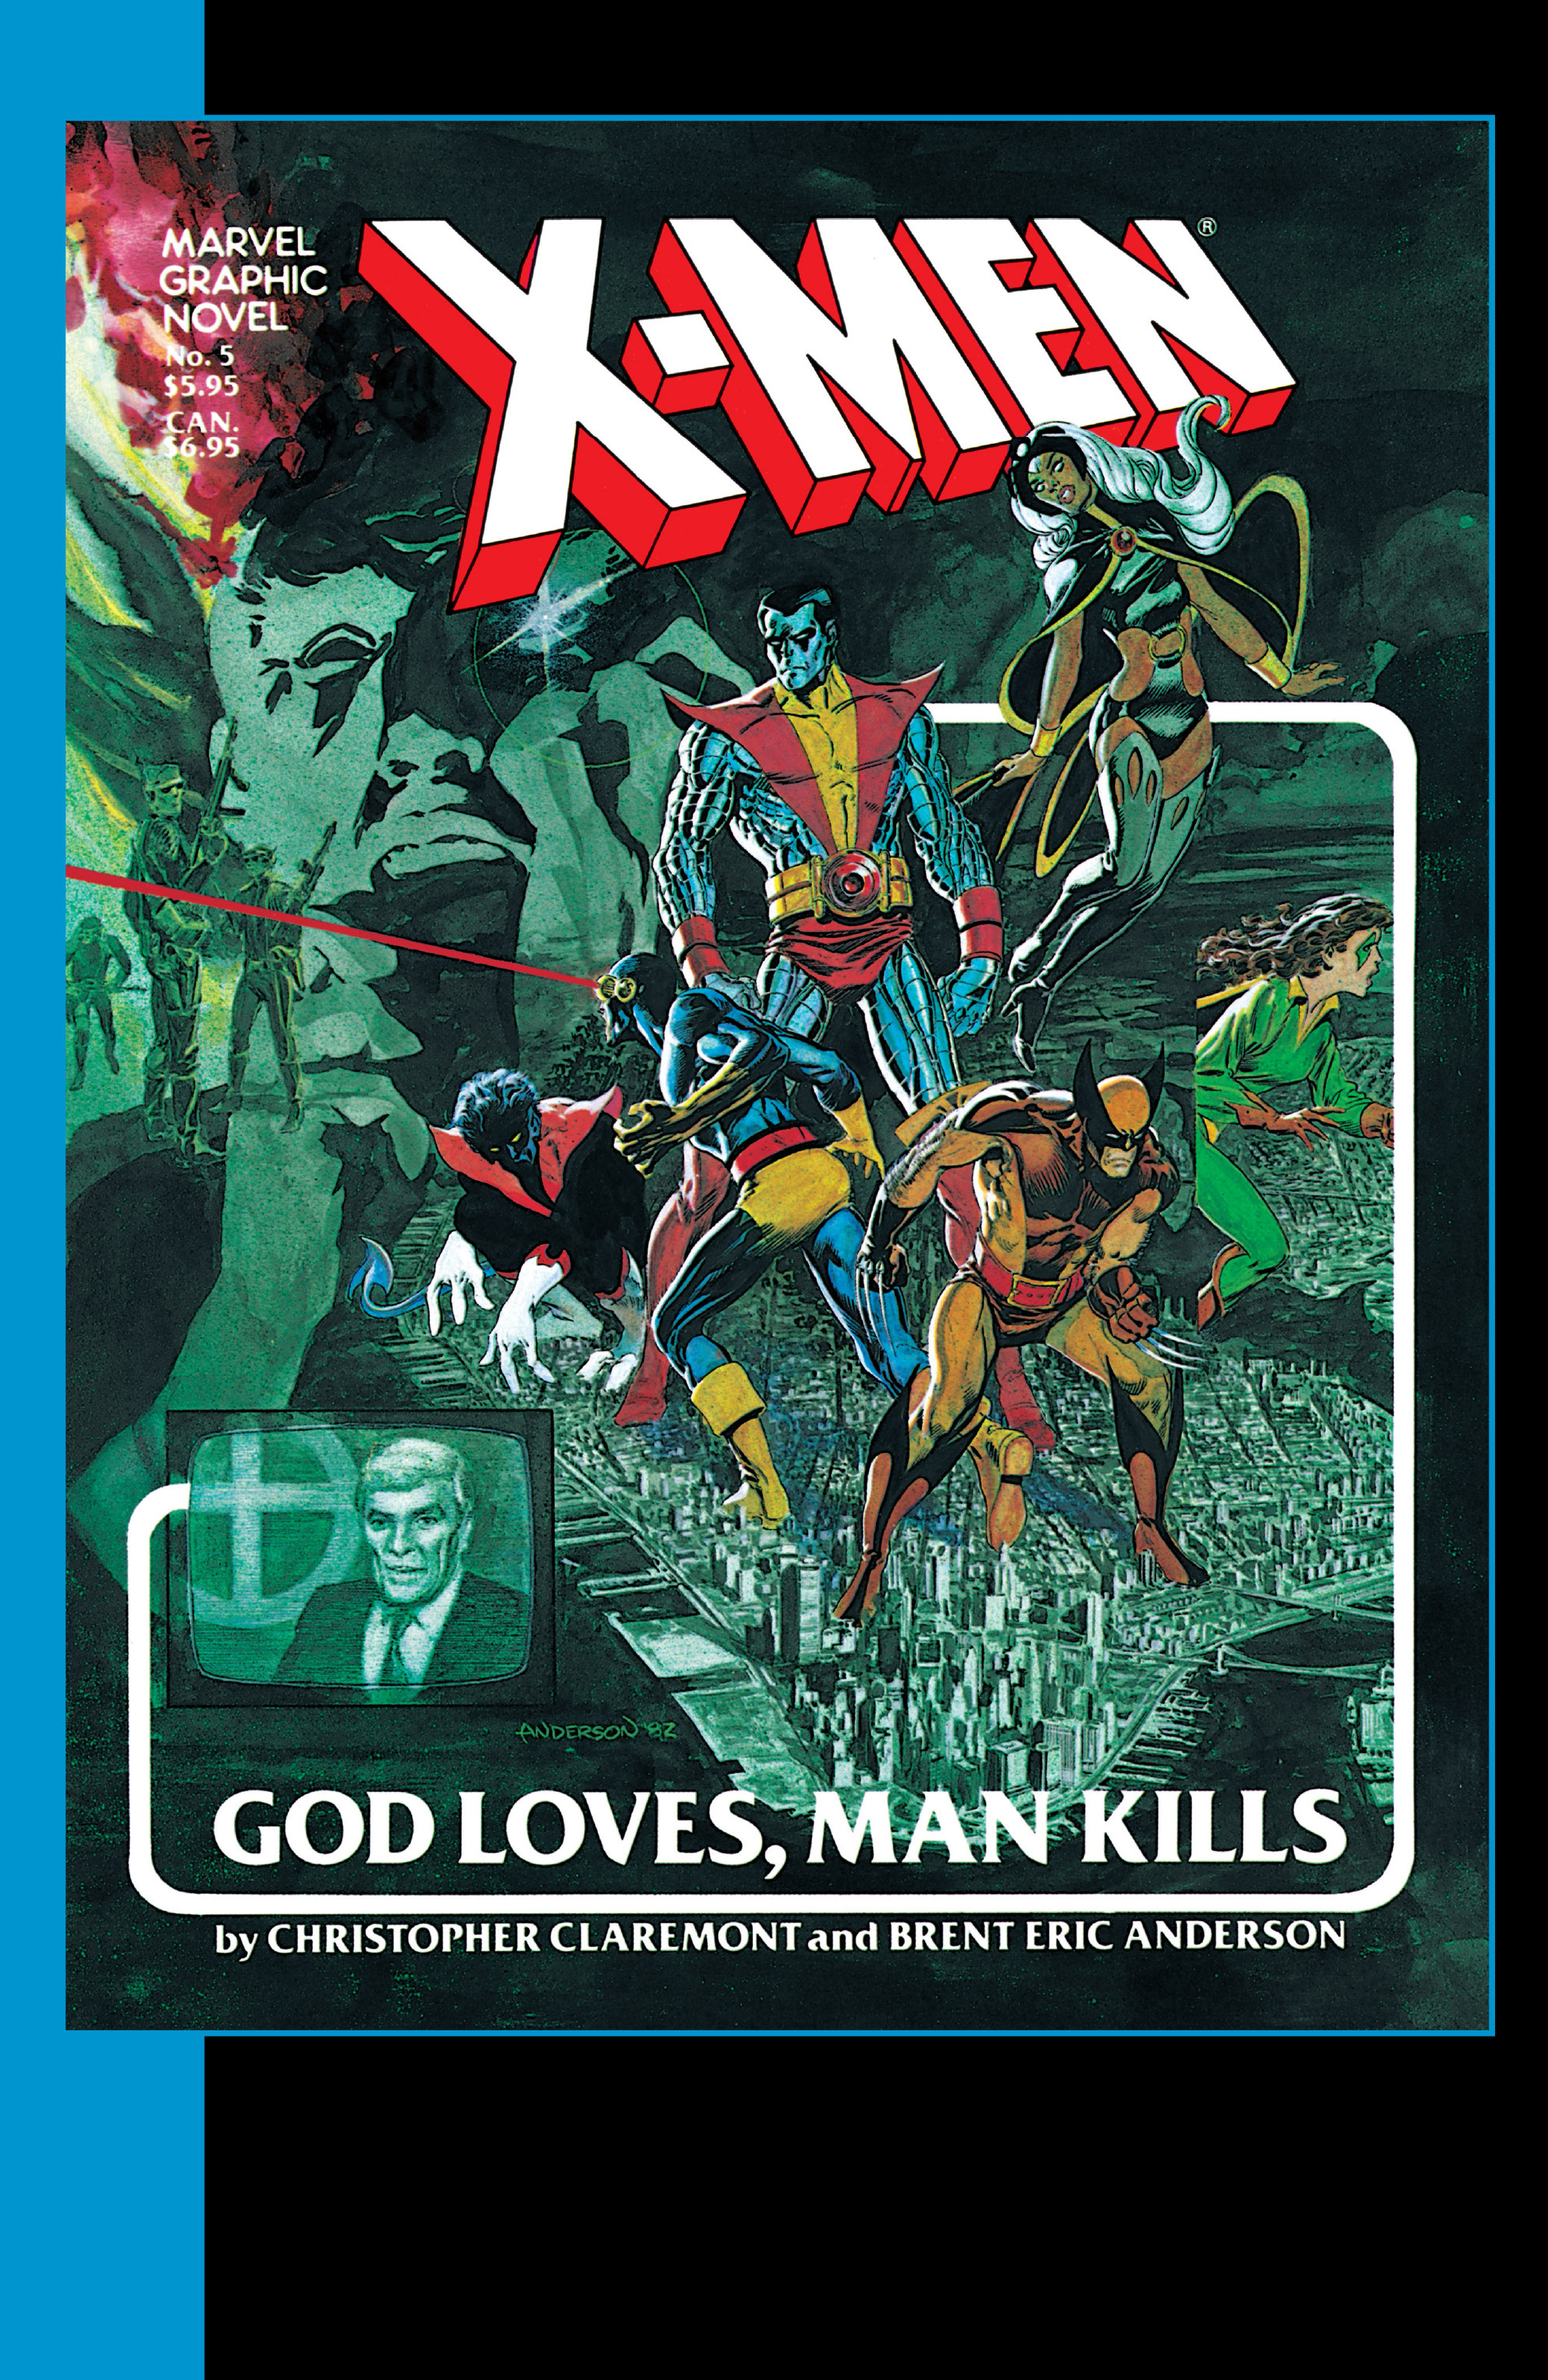 MARVEL
GRAPHIC
NOVEL
No. 5
$5.95
CAN.
$6.95
X-MEN®
ANDERSON '82
GOD LOVES, MAN KILLS
by CHRISTOPHER CLAREMONT and BRENT ERIC ANDERSON